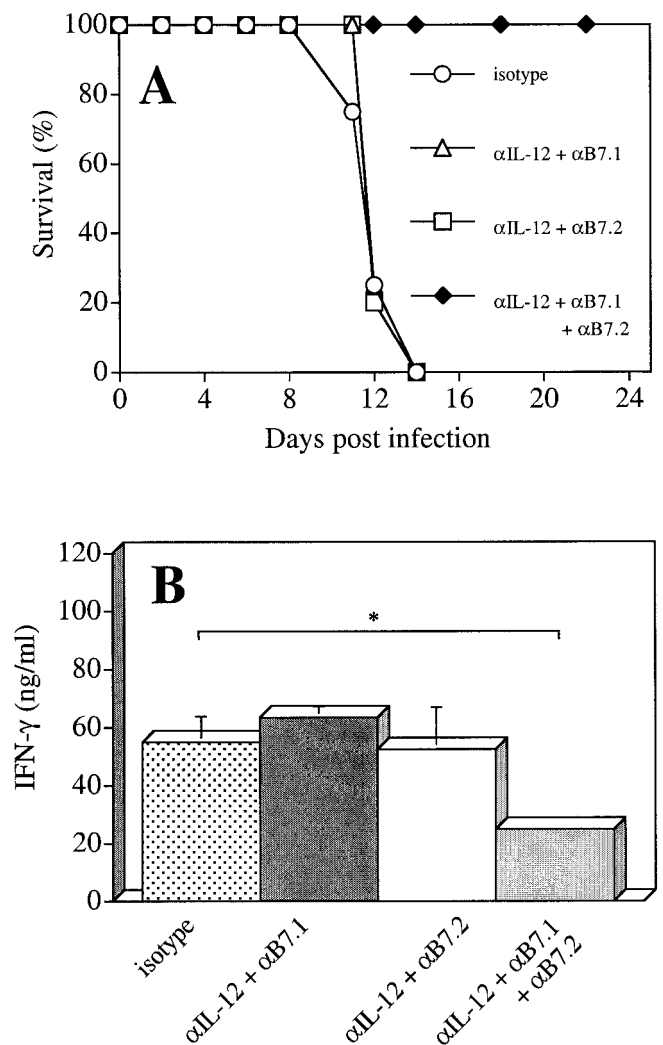 100
80
60
40
20
0
Survival (%)
A
isotype
αIL-12 + αB7.1
αIL-12 + αB7.2
αIL-12 + αB7.1
+ αB7.2
0 4 8 12 16 20 24
Days post infection
120
100
80
60
40
20
0
IFN-γ (ng/ml)
B
*
isotype
αIL-12 + αB7.1
αIL-12 + αB7.2
αIL-12 + αB7.1
+ αB7.2